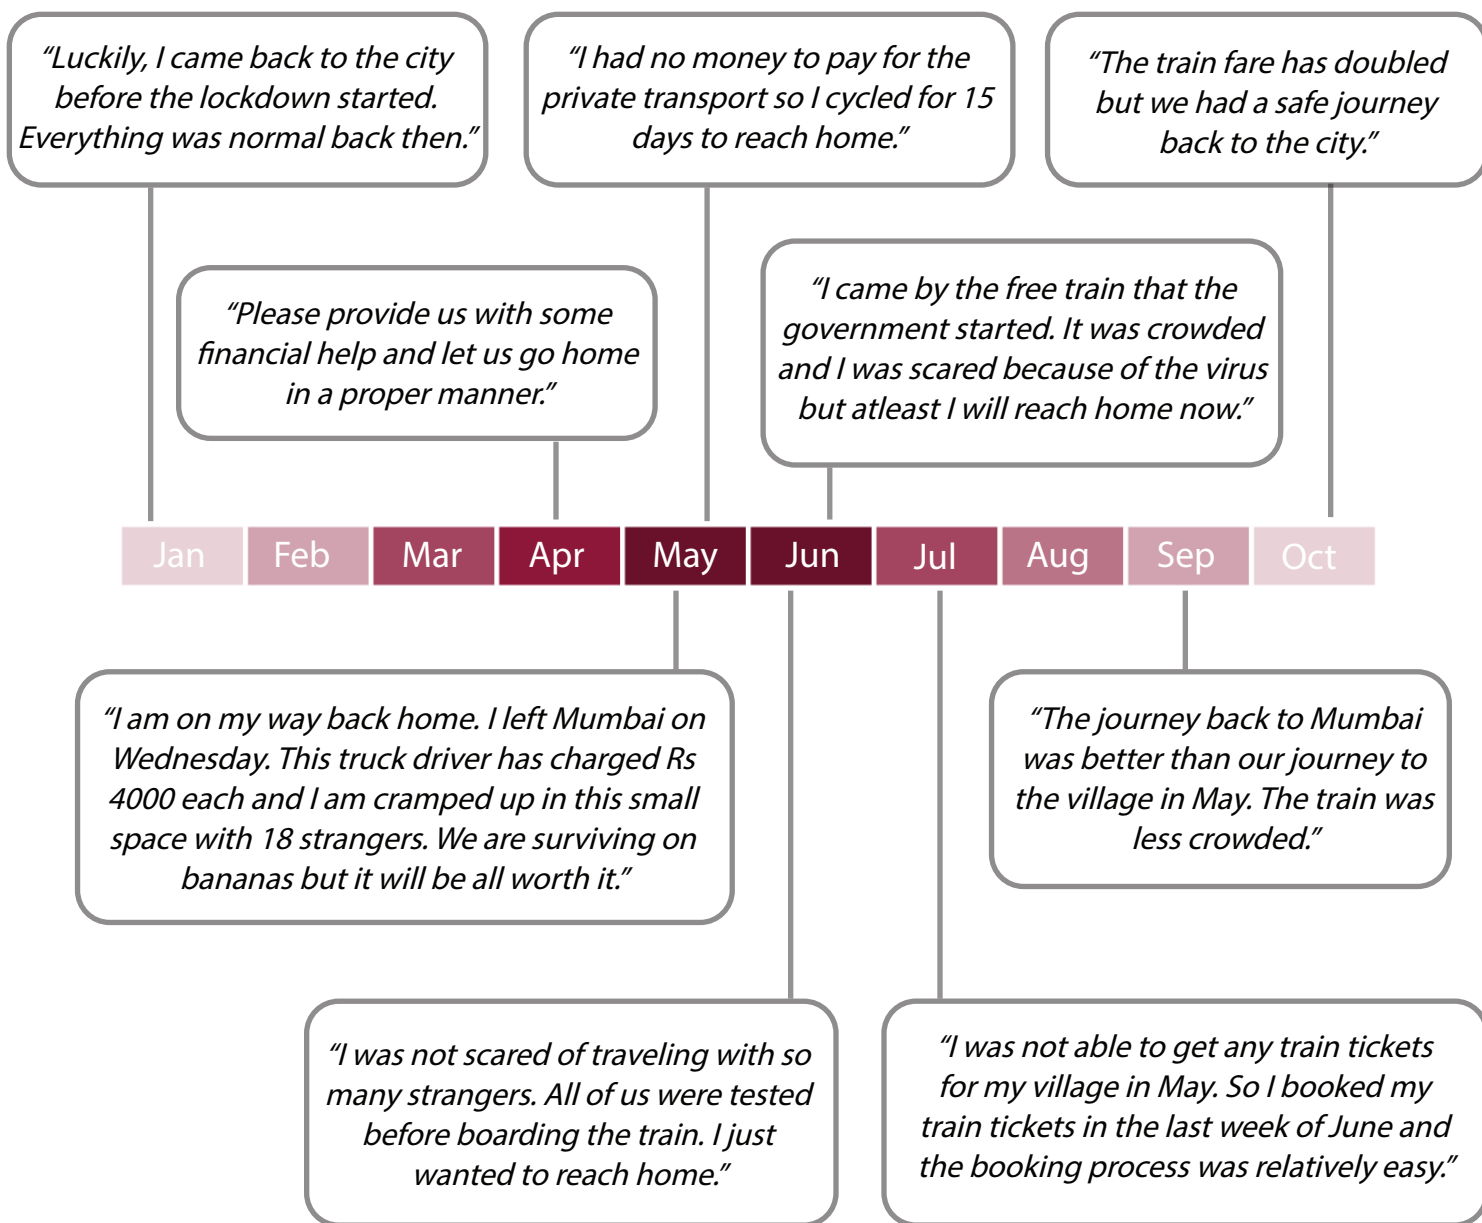 “Luckily, I came back to the city
before the lockdown started.
Everything was normal back then.”
“I had no money to pay for the
private transport so I cycled for 15
days to reach home.”
“The train fare has doubled
but we had a safe journey
back to the city.”
“Please provide us with some
financial help and let us go home
in a proper manner.”
“I came by the free train that the
government started. It was crowded
and I was scared because of the virus
but atleast I will reach home now.”
Jan Feb Mar Apr May Jun Jul Aug Sep Oct
“I am on my way back home. I left Mumbai on
Wednesday. This truck driver has charged Rs
4000 each and I am cramped up in this small
space with 18 strangers. We are surviving on
bananas but it will be all worth it.”
“The journey back to Mumbai
was better than our journey to
the village in May. The train was
less crowded.”
“I was not scared of traveling with so
many strangers. All of us were tested
before boarding the train. I just
wanted to reach home.”
“I was not able to get any train tickets
for my village in May. So I booked my
train tickets in the last week of June and
the booking process was relatively easy.”